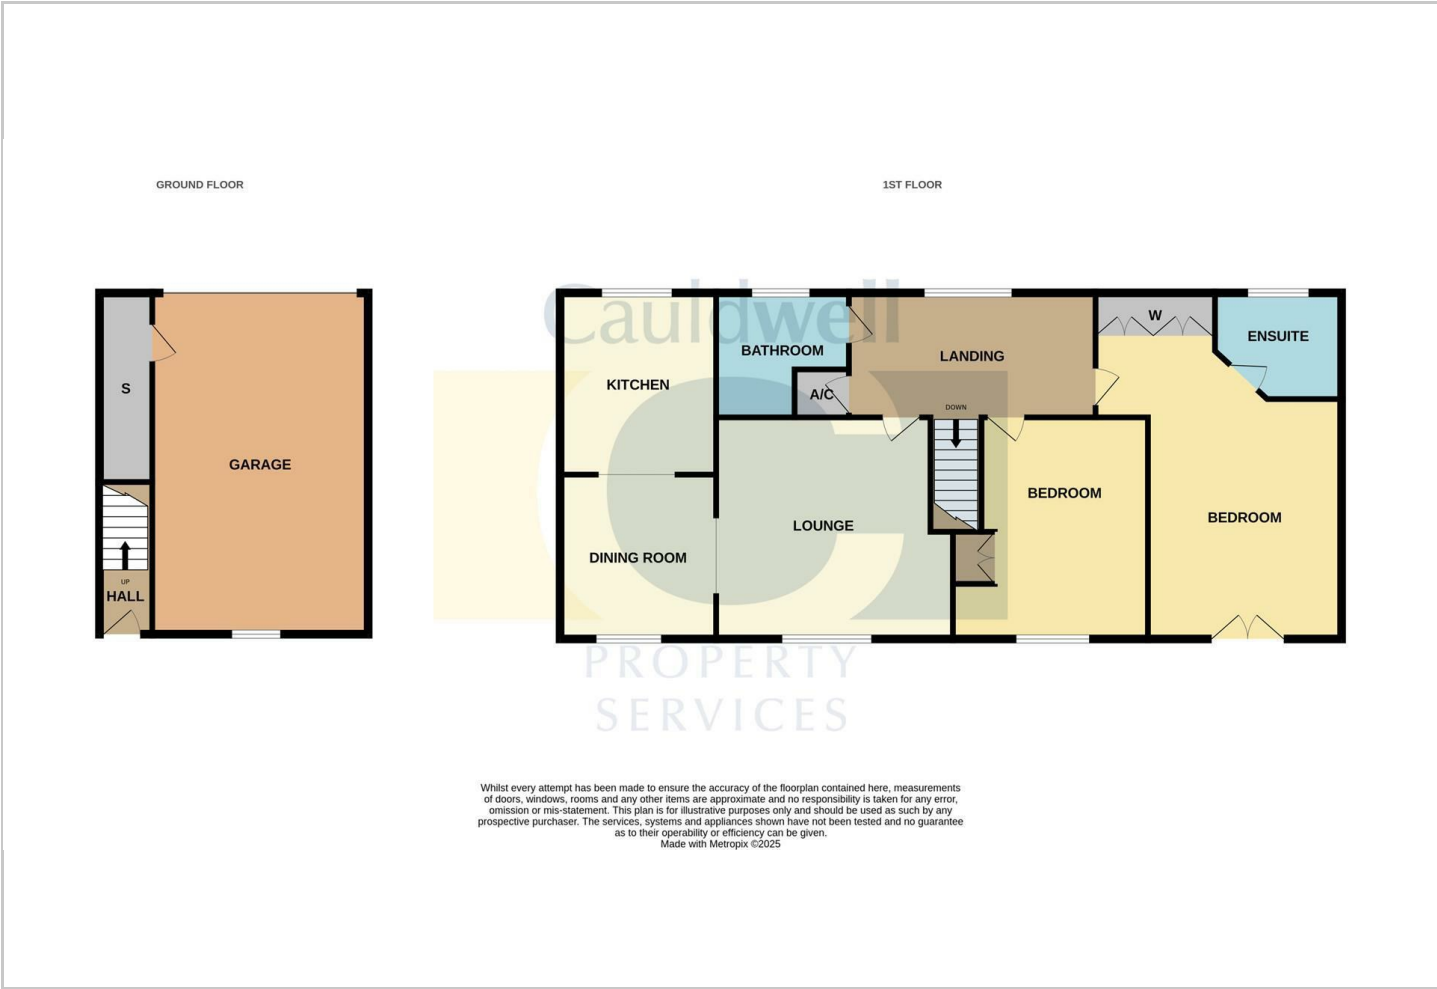 GROUND FLOOR
1ST FLOOR
Cauldwell
W
ENSUITE
BATHROOM
LANDING
KITCHEN
S
A/C
DOWN
GARAGE
BEDROOM
BEDROOM
LOUNGE
DINING ROOM
UP
HALL
PROPERTY
SERVICES
Whilst every attempt has been made to ensure the accuracy of the floorplan contained here, measurements
of doors, windows, rooms and any other items are approximate and no responsibility is taken for any error,
omission or mis-statement. This plan is for illustrative purposes only and should be used as such by any
prospective purchaser. The services, systems and appliances shown have not been tested and no guarantee
as to their operability or efficiency can be given.
Made with Metropix ©2025